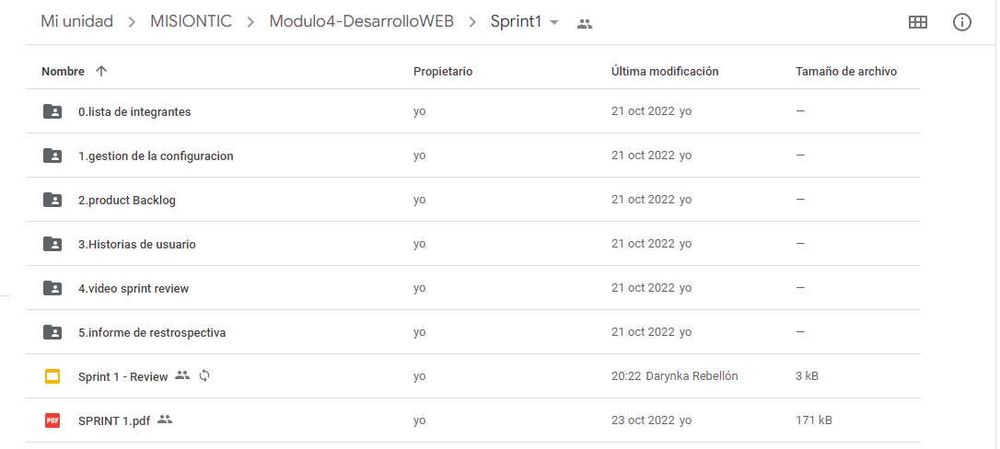 Mi unidad > MISIONTIC > Modulo4-DesarrolloWEB > Sprint1
Nombre Propietario Última modificación Tamaño de archivo
0.lista de integrantes yo 21 oct 2022 yo —
1.gestion de la configuracion yo 21 oct 2022 yo —
2.product Backlog yo 21 oct 2022 yo —
3.Historias de usuario yo 21 oct 2022 yo —
4.video sprint review yo 21 oct 2022 yo —
5.informe de restrospectiva yo 21 oct 2022 yo —
Sprint 1 - Review yo 20:22 Darynka Rebellón 3 kB
PDF SPRINT 1.pdf yo 23 oct 2022 yo 171 kB